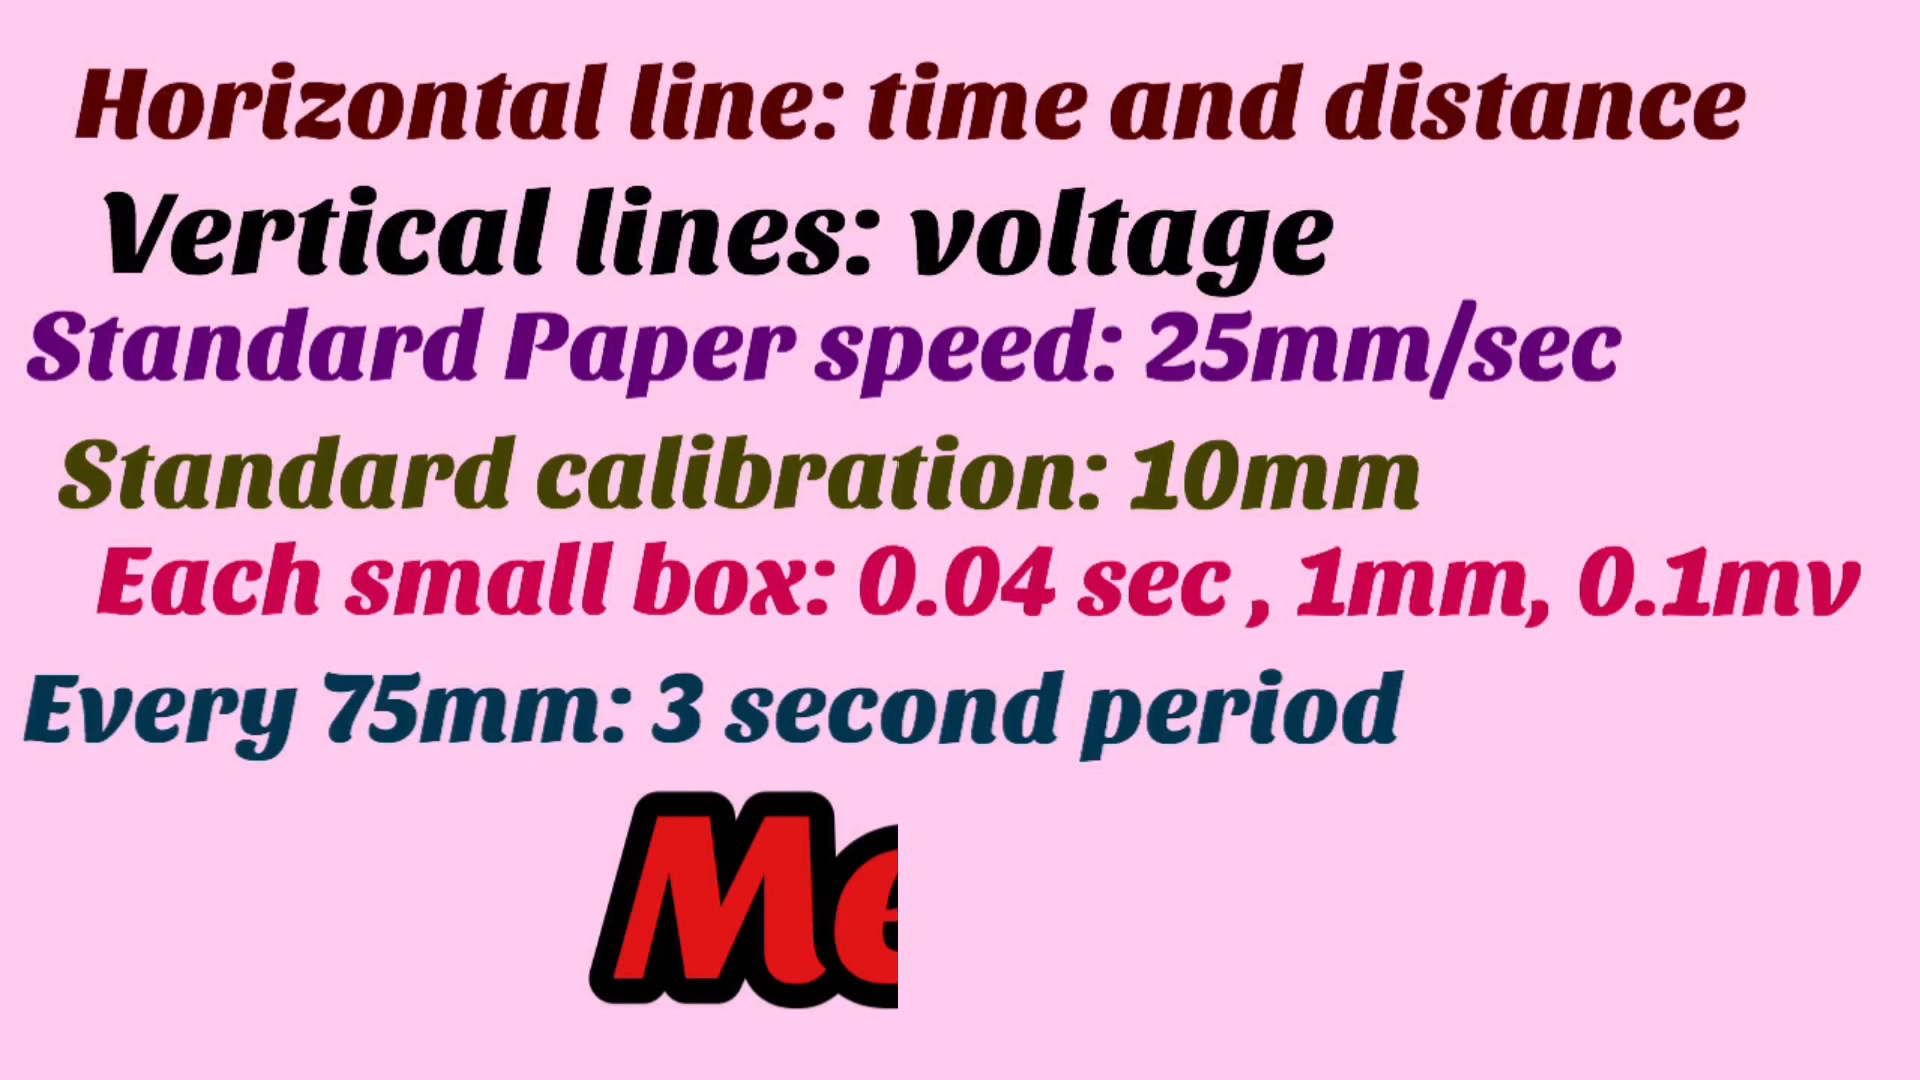 Horizontal line: time and distance
Vertical lines: voltage
Standard Paper speed: 25mm/sec
Standard calibration: 10mm
Each small box: 0.04 sec , 1mm, 0.1mv
Every 75mm: 3 second period